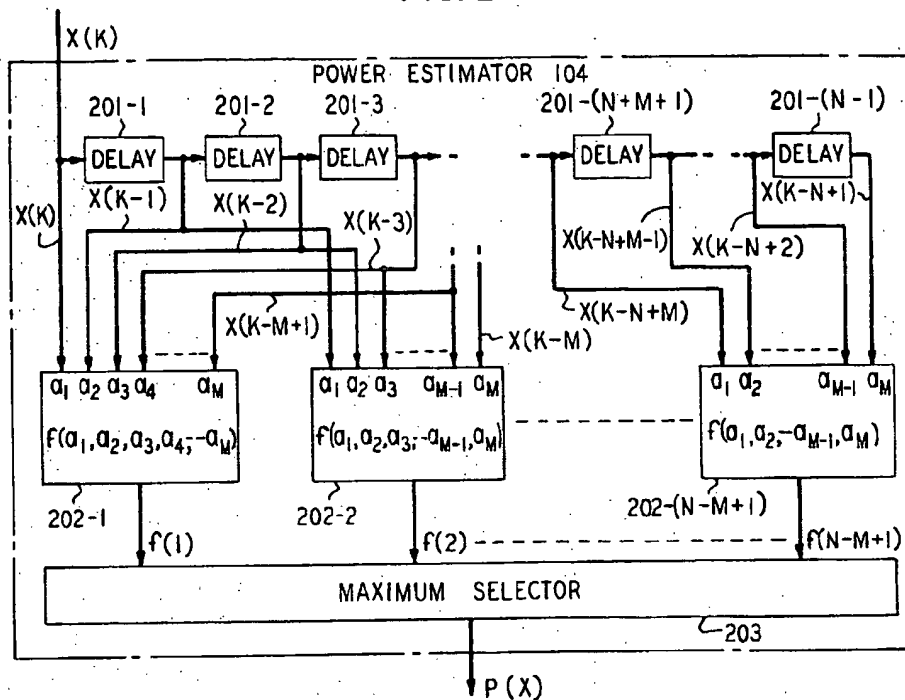 X(K)
POWER ESTIMATOR 104
201-1 201-2 201-3 201-(N+M+1) 201-(N-1)
DELAY DELAY DELAY DELAY DELAY
X(K) X(K-1) X(K-2) X(K-3) X(K-N+M-1) X(K-N+2) X(K-N+1)
X(K-M+1) X(K-M) X(K-N+M)
a1 a2 a3 a4 aM a1 a2 a3 aM-1 aM a1 a2 aM-1 aM
f(a1,a2,a3,a4,-aM) f(a1,a2,a3,-aM-1,aM) f(a1,a2,-aM-1,aM)
202-1 202-2 202-(N-M+1)
f(1) f(2) f(N-M+1)
MAXIMUM SELECTOR
203
P(X)